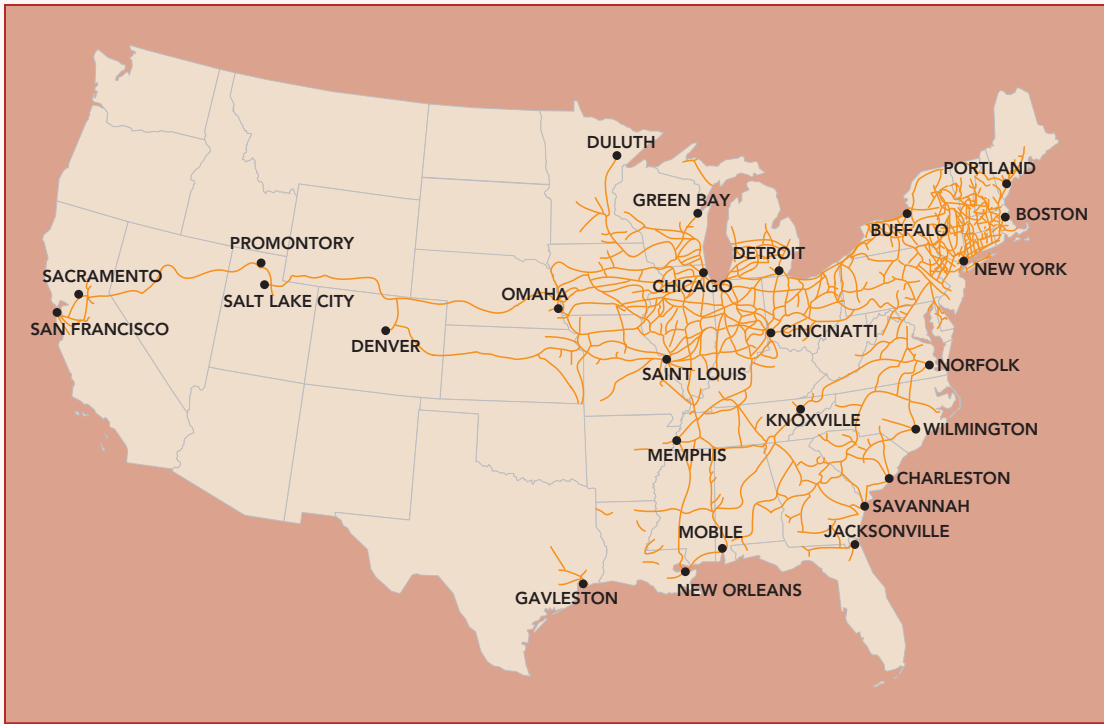 DULUTH
PORTLAND
GREEN BAY
BOSTON
BUFFALO
PROMONTORY
DETROIT
NEW YORK
SACRAMENTO
CHICAGO
OMAHA
SALT LAKE CITY
SAN FRANCISCO
CINCINATTI
DENVER
SAINT LOUIS
NORFOLK
KNOXVILLE
WILMINGTON
MEMPHIS
CHARLESTON
SAVANNAH
MOBILE
JACKSONVILLE
NEW ORLEANS
GAVLESTON